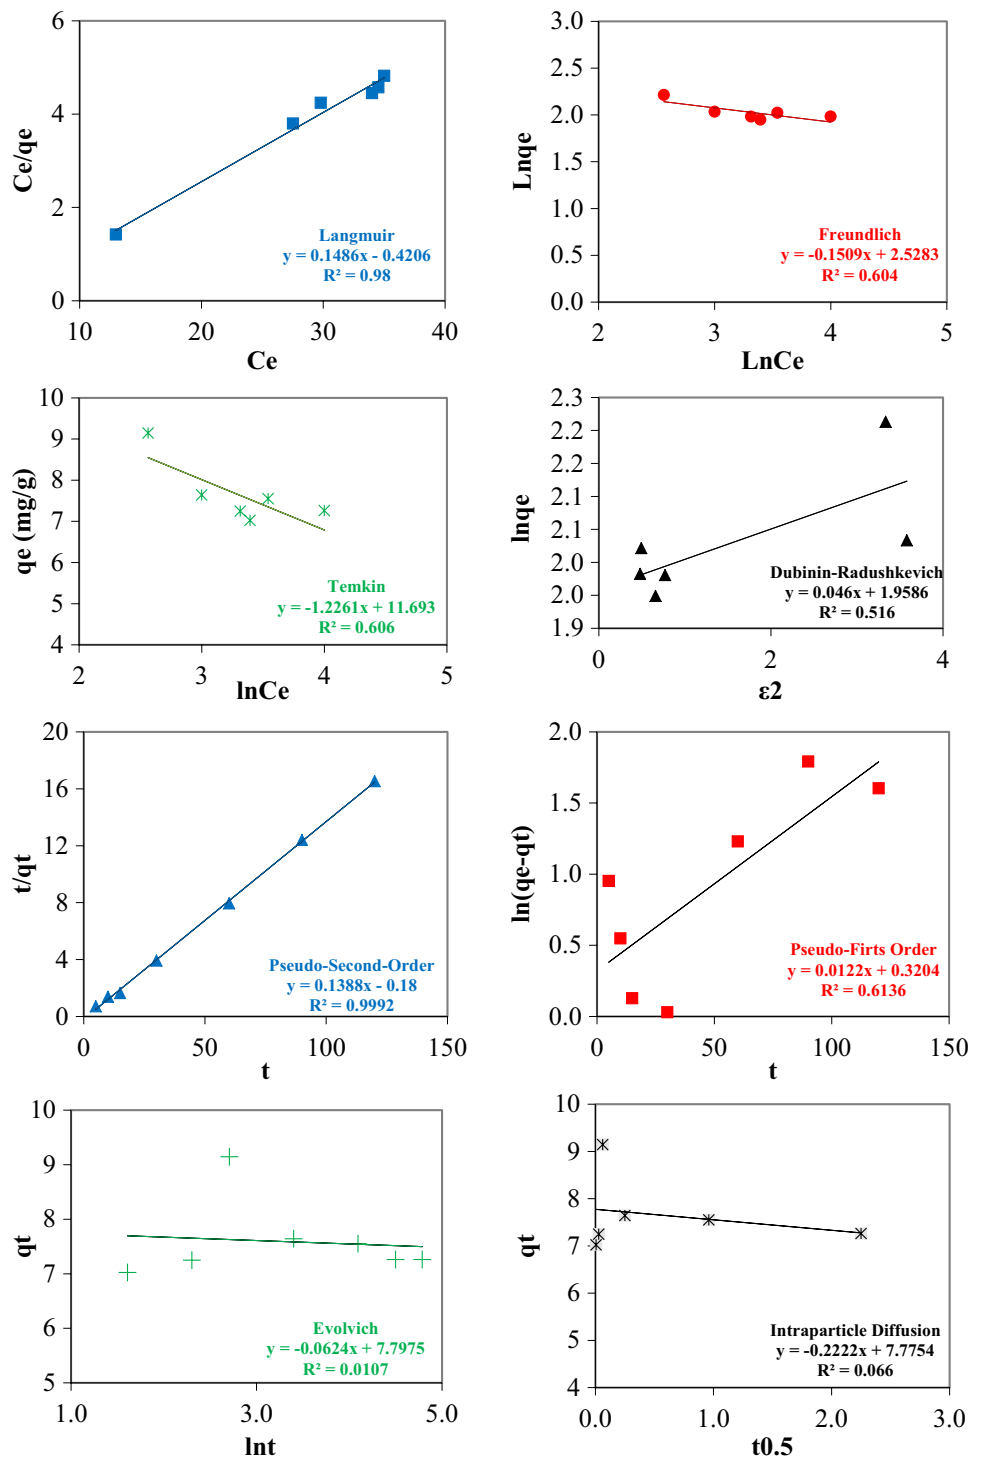 6
4
2
0
10
20
30
40
Ce/qe
Ce
Langmuir
y = 0.1486x - 0.4206
R² = 0.98
3.0
2.5
2.0
1.5
1.0
0.5
0.0
2
3
4
5
Lnqe
LnCe
Freundlich
y = -0.1509x + 2.5283
R² = 0.604
10
9
8
7
6
5
4
2
3
4
5
qe (mg/g)
lnCe
Temkin
y = -1.2261x + 11.693
R² = 0.606
2.3
2.2
2.2
2.1
2.1
2.0
2.0
1.9
0
2
4
lnqe
ε2
Dubinin-Radushkevich
y = 0.046x + 1.9586
R² = 0.516
20
16
12
8
4
0
0
50
100
150
t/qt
t
Pseudo-Second-Order
y = 0.1388x - 0.18
R² = 0.9992
2.0
1.5
1.0
0.5
0.0
0
50
100
150
ln(qe-qt)
t
Pseudo-Firts Order
y = 0.0122x + 0.3204
R² = 0.6136
10
9
8
7
6
5
1.0
3.0
5.0
qt
lnt
Evolvich
y = -0.0624x + 7.7975
R² = 0.0107
10
9
8
7
6
5
4
0.0
1.0
2.0
3.0
qt
t0.5
Intraparticle Diffusion
y = -0.2222x + 7.7754
R² = 0.066